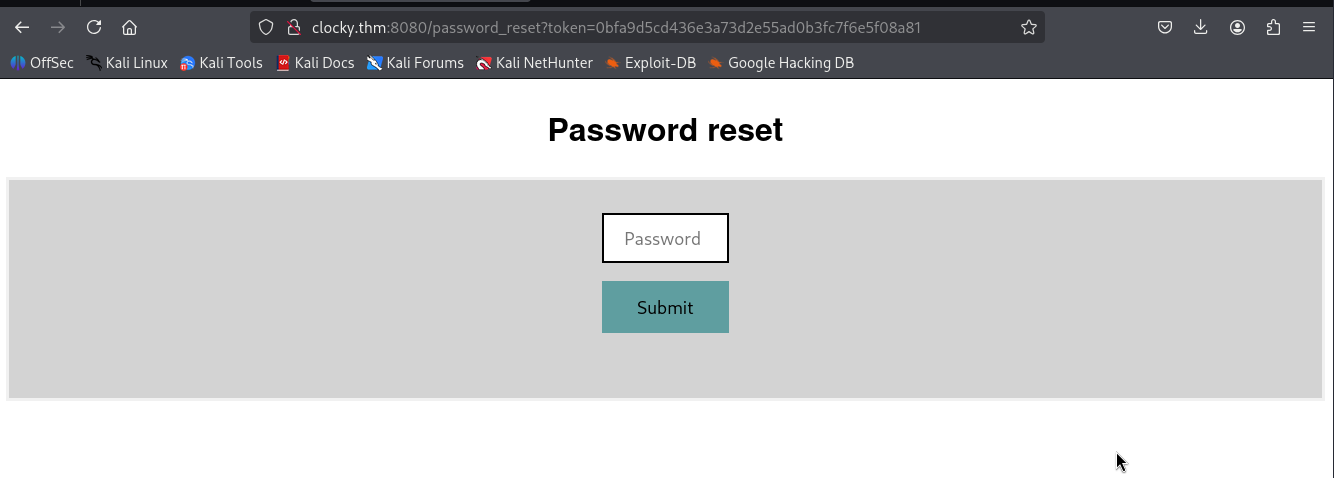 clocky.thm:8080/password_reset?token=0bfa9d5cd436e3a73d2e55ad0b3fc7f6e5f08a81
OffSec Kali Linux Kali Tools Kali Docs Kali Forums Kali NetHunter Exploit-DB Google Hacking DB
Password reset
Password
Submit